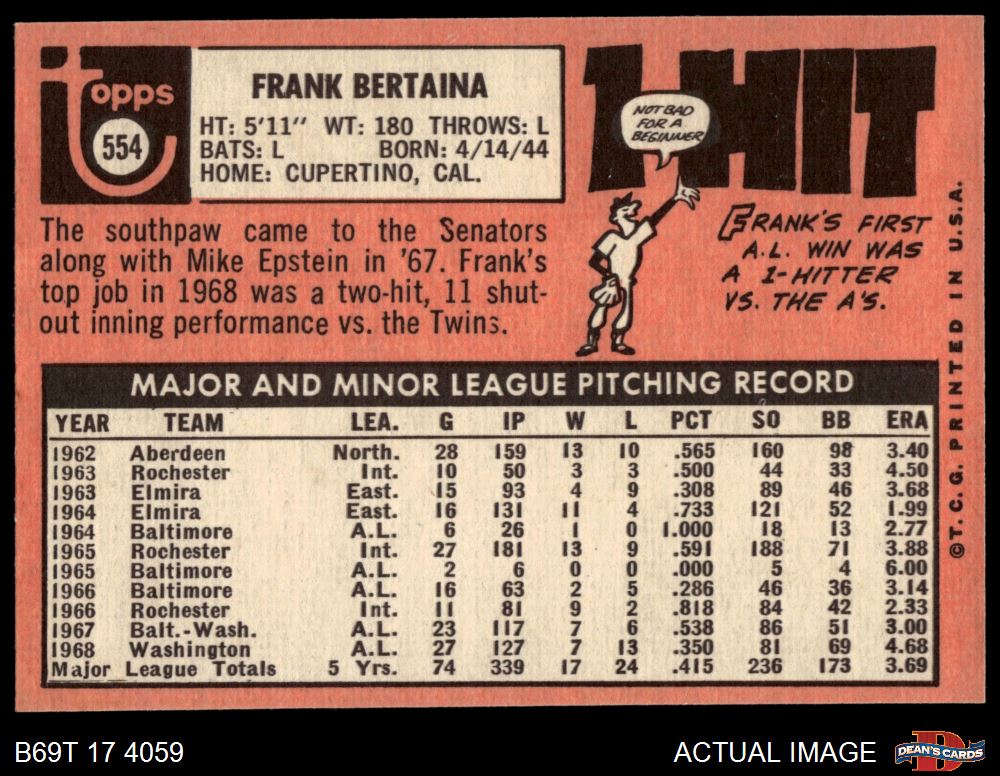 topps
554
FRANK BERTAINA
HT: 5'11" WT: 180 THROWS: L
BATS: L BORN: 4/14/44
HOME: CUPERTINO, CAL.
The southpaw came to the Senators
along with Mike Epstein in '67. Frank's
top job in 1968 was a two-hit, 11 shut-
out inning performance vs. the Twins.
1-HIT
NOT BAD
FOR A
BEGINNER
FRANK'S FIRST
A.L. WIN WAS
A 1-HITTER
VS. THE A'S.
©T.C.G. PRINTED IN U.S.A.
MAJOR AND MINOR LEAGUE PITCHING RECORD
YEAR TEAM LEA. G IP W L PCT SO BB ERA
1962 Aberdeen North. 28 159 13 10 .565 160 98 3.40
1963 Rochester Int. 10 50 3 3 .500 44 33 4.50
1963 Elmira East. 15 93 4 9 .308 89 46 3.68
1964 Elmira East. 16 131 11 4 .733 121 52 1.99
1964 Baltimore A.L. 6 26 1 0 1.000 18 13 2.77
1965 Rochester Int. 27 181 13 9 .591 188 71 3.88
1965 Baltimore A.L. 2 6 0 0 .000 5 4 6.00
1966 Baltimore A.L. 16 63 2 5 .286 46 36 3.14
1966 Rochester Int. 11 81 9 2 .818 84 42 2.33
1967 Balt.-Wash. A.L. 23 117 7 6 .538 86 51 3.00
1968 Washington A.L. 27 127 7 13 .350 81 69 4.68
Major League Totals 5 Yrs. 74 339 17 24 .415 236 173 3.69
B69T 17 4059
ACTUAL IMAGE
D
DEAN'S CARDS